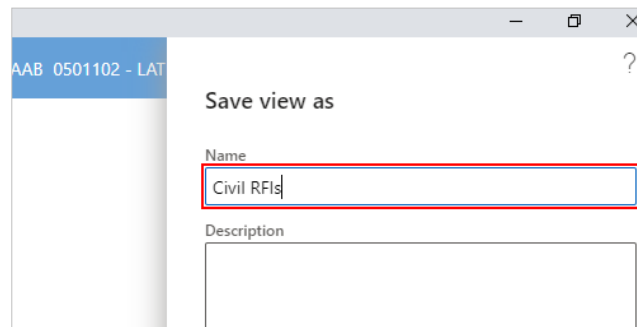 AAB 0501102 - LAT
?
Save view as
Name
Civil RFIs
Description